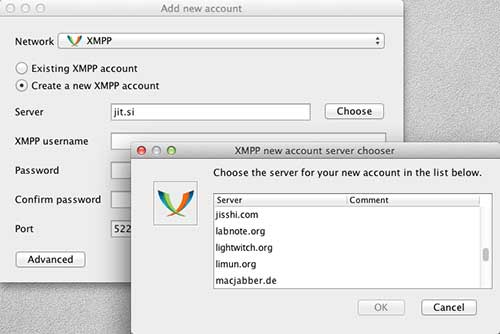 Add new account
Network XMPP
Existing XMPP account
Create a new XMPP account
Server jit.si Choose
XMPP username
Password
Confirm password
Port 522
Advanced
XMPP new account server chooser
Choose the server for your new account in the list below.
Server Comment
jisshi.com
labnote.org
lightwitch.org
limun.org
macjabber.de
OK Cancel